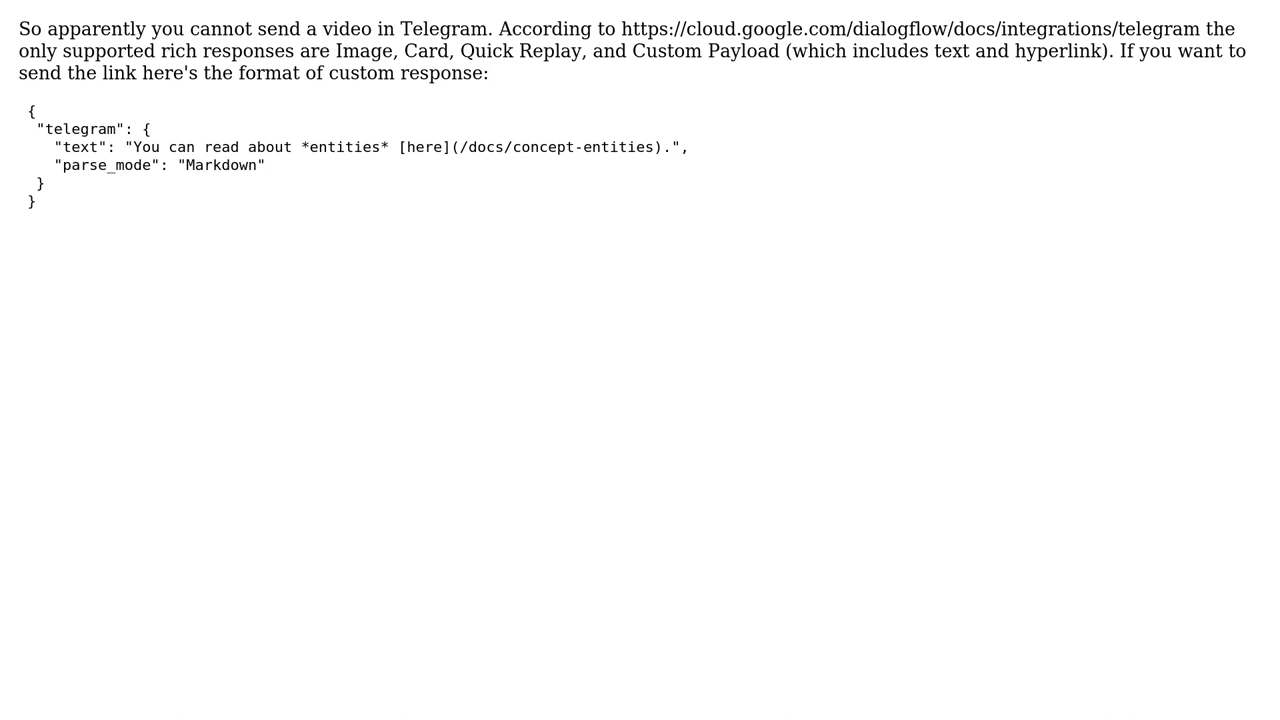 So apparently you cannot send a video in Telegram. According to https://cloud.google.com/dialogflow/docs/integrations/telegram the
only supported rich responses are Image, Card, Quick Replay, and Custom Payload (which includes text and hyperlink). If you want to
send the link here's the format of custom response:
{
"telegram": {
"text": "You can read about *entities* [here](/docs/concept-entities).",
"parse_mode": "Markdown"
}
}